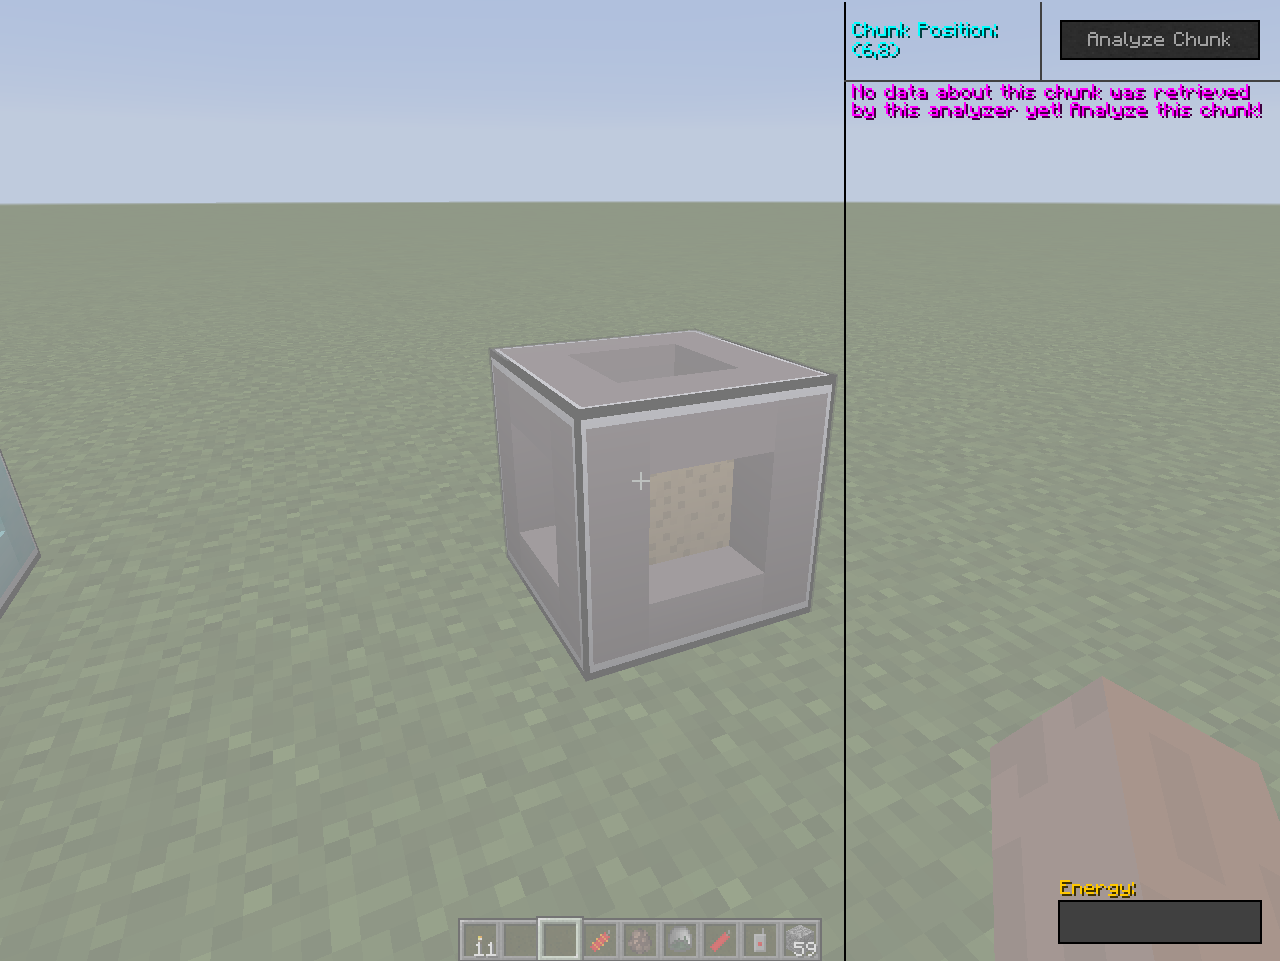 Chunk Position:
(6,8)
Analyze Chunk
No data about this chunk was retrieved
by this analyzer yet! Analyze this chunk!
Energy:
11
59